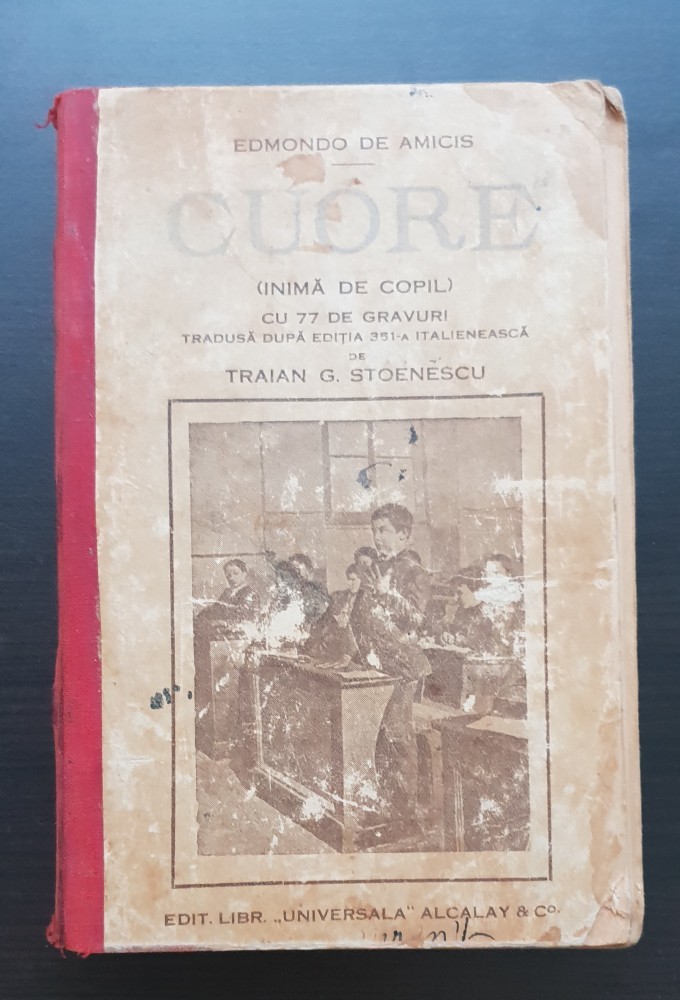 EDMONDO DE AMICIS
CUORE
(INIMĂ DE COPIL)
CU 77 DE GRAVURI
TRADUSĂ DUPĂ EDIȚIA 351-A ITALIENEASCĂ
DE
TRAIAN G. STOENESCU
EDIT. LIBR. „UNIVERSALA" ALCALAY & Co.